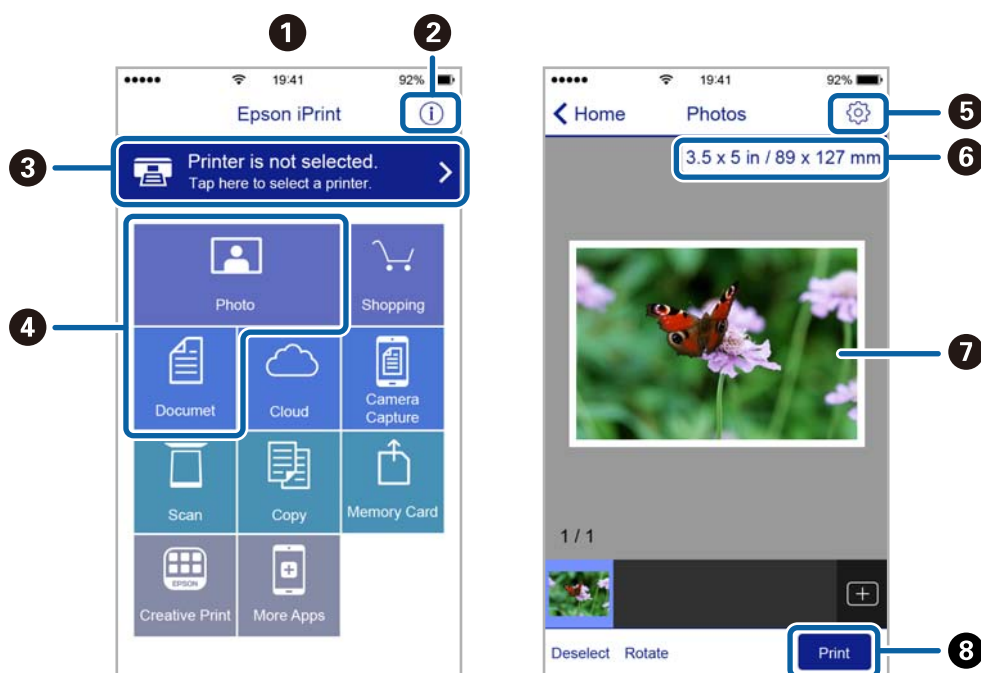 1
2
19:41
92%
Epson iPrint
i
3
Printer is not selected.
Tap here to select a printer.
4
Photo
Shopping
Documet
Cloud
Camera
Capture
Scan
Copy
Memory Card
EPSON
Creative Print
More Apps
19:41
92%
Home
Photos
5
3.5 x 5 in / 89 x 127 mm
6
7
1 / 1
Deselect
Rotate
Print
8